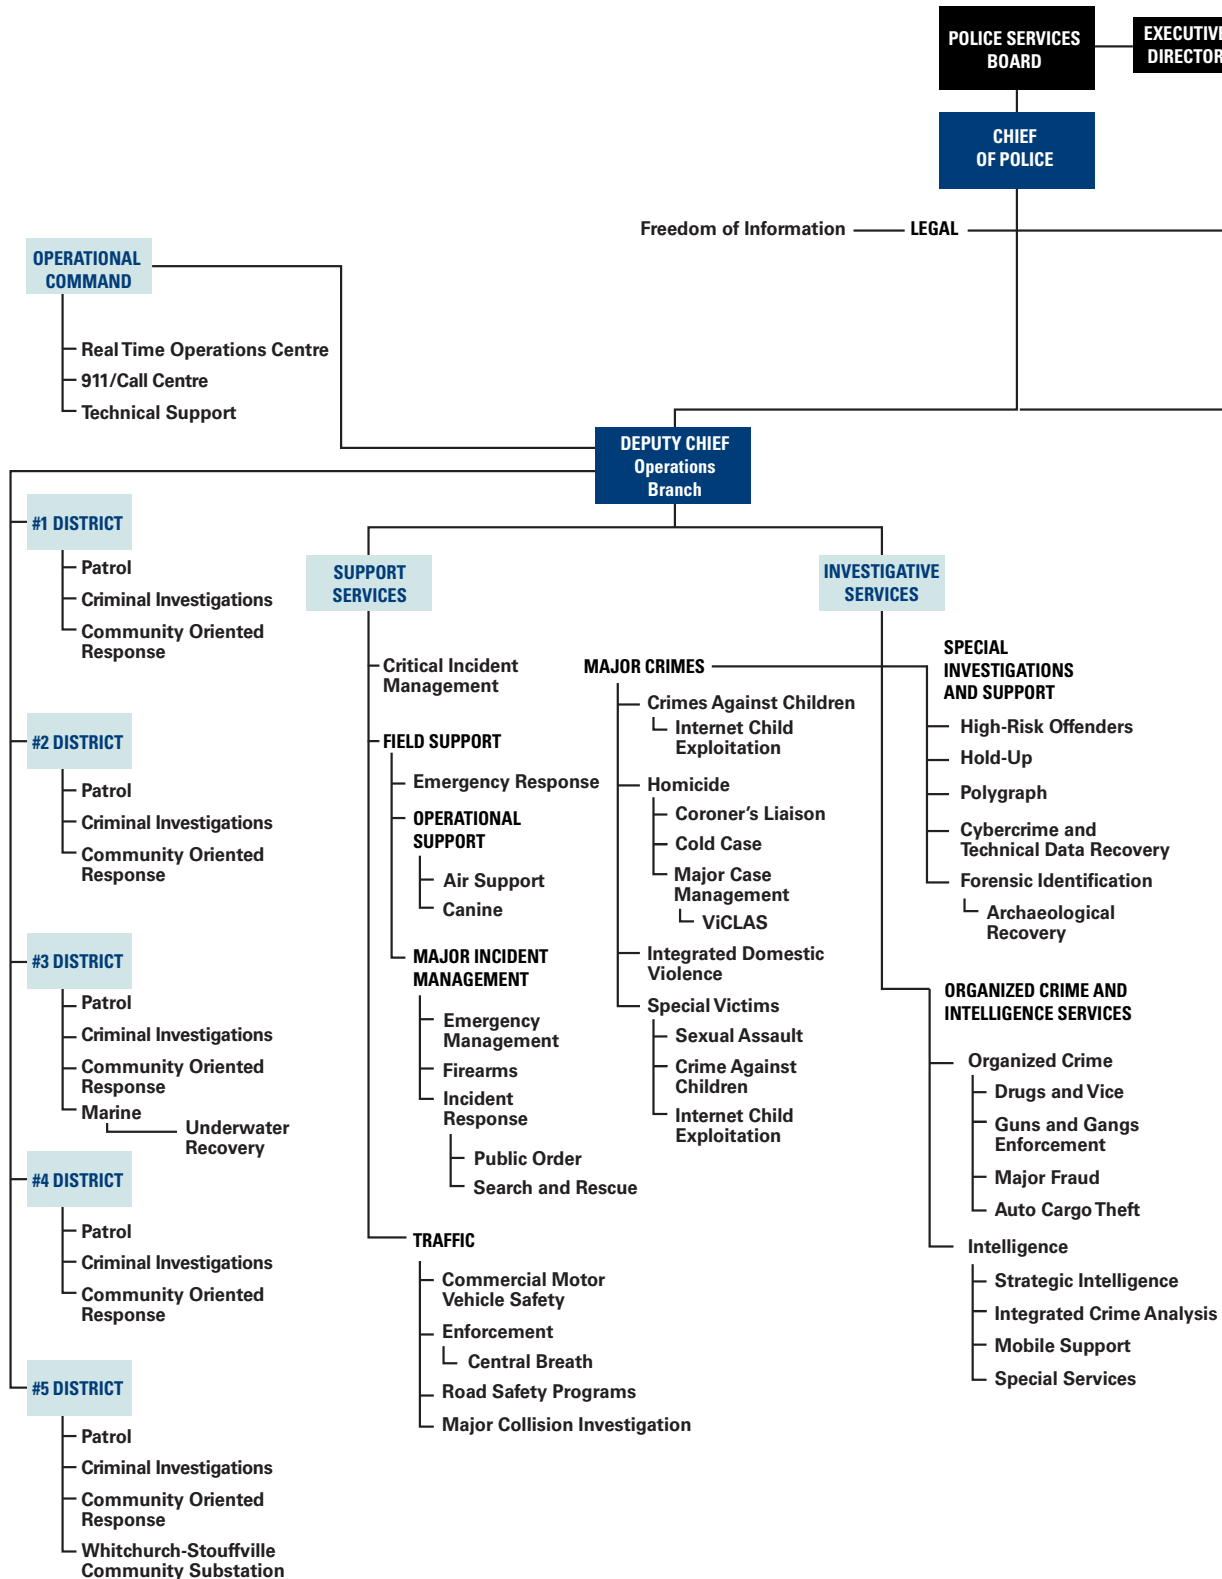 POLICE SERVICES
BOARD
EXECUTIVE
DIRECTOR
CHIEF
OF POLICE
Freedom of Information
LEGAL
OPERATIONAL
COMMAND
Real Time Operations Centre
911/Call Centre
Technical Support
DEPUTY CHIEF
Operations
Branch
#1 DISTRICT
Patrol
Criminal Investigations
Community Oriented
Response
#2 DISTRICT
Patrol
Criminal Investigations
Community Oriented
Response
#3 DISTRICT
Patrol
Criminal Investigations
Community Oriented
Response
Marine
Underwater
Recovery
#4 DISTRICT
Patrol
Criminal Investigations
Community Oriented
Response
#5 DISTRICT
Patrol
Criminal Investigations
Community Oriented
Response
Whitchurch-Stouffville
Community Substation
SUPPORT
SERVICES
Critical Incident
Management
FIELD SUPPORT
Emergency Response
OPERATIONAL
SUPPORT
Air Support
Canine
MAJOR INCIDENT
MANAGEMENT
Emergency
Management
Firearms
Incident
Response
Public Order
Search and Rescue
TRAFFIC
Commercial Motor
Vehicle Safety
Enforcement
Central Breath
Road Safety Programs
Major Collision Investigation
INVESTIGATIVE
SERVICES
MAJOR CRIMES
Crimes Against Children
Internet Child
Exploitation
Homicide
Coroner's Liaison
Cold Case
Major Case
Management
ViCLAS
Integrated Domestic
Violence
Special Victims
Sexual Assault
Crime Against
Children
Internet Child
Exploitation
SPECIAL
INVESTIGATIONS
AND SUPPORT
High-Risk Offenders
Hold-Up
Polygraph
Cybercrime and
Technical Data Recovery
Forensic Identification
Archaeological
Recovery
ORGANIZED CRIME AND
INTELLIGENCE SERVICES
Organized Crime
Drugs and Vice
Guns and Gangs
Enforcement
Major Fraud
Auto Cargo Theft
Intelligence
Strategic Intelligence
Integrated Crime Analysis
Mobile Support
Special Services